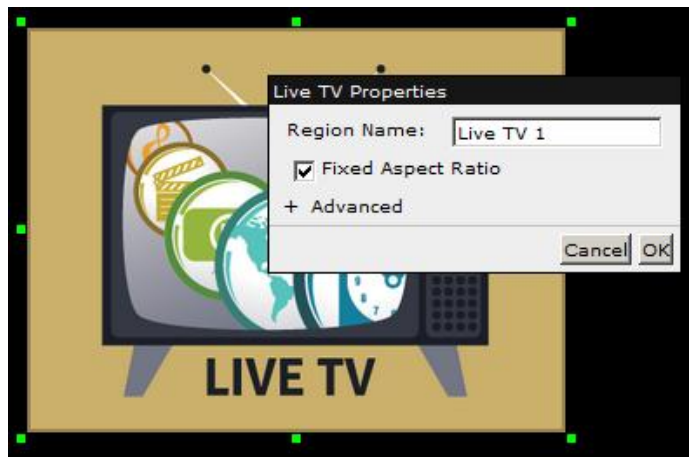 Live TV Properties
Region Name: Live TV 1
Fixed Aspect Ratio
+ Advanced
Cancel OK
LIVE TV